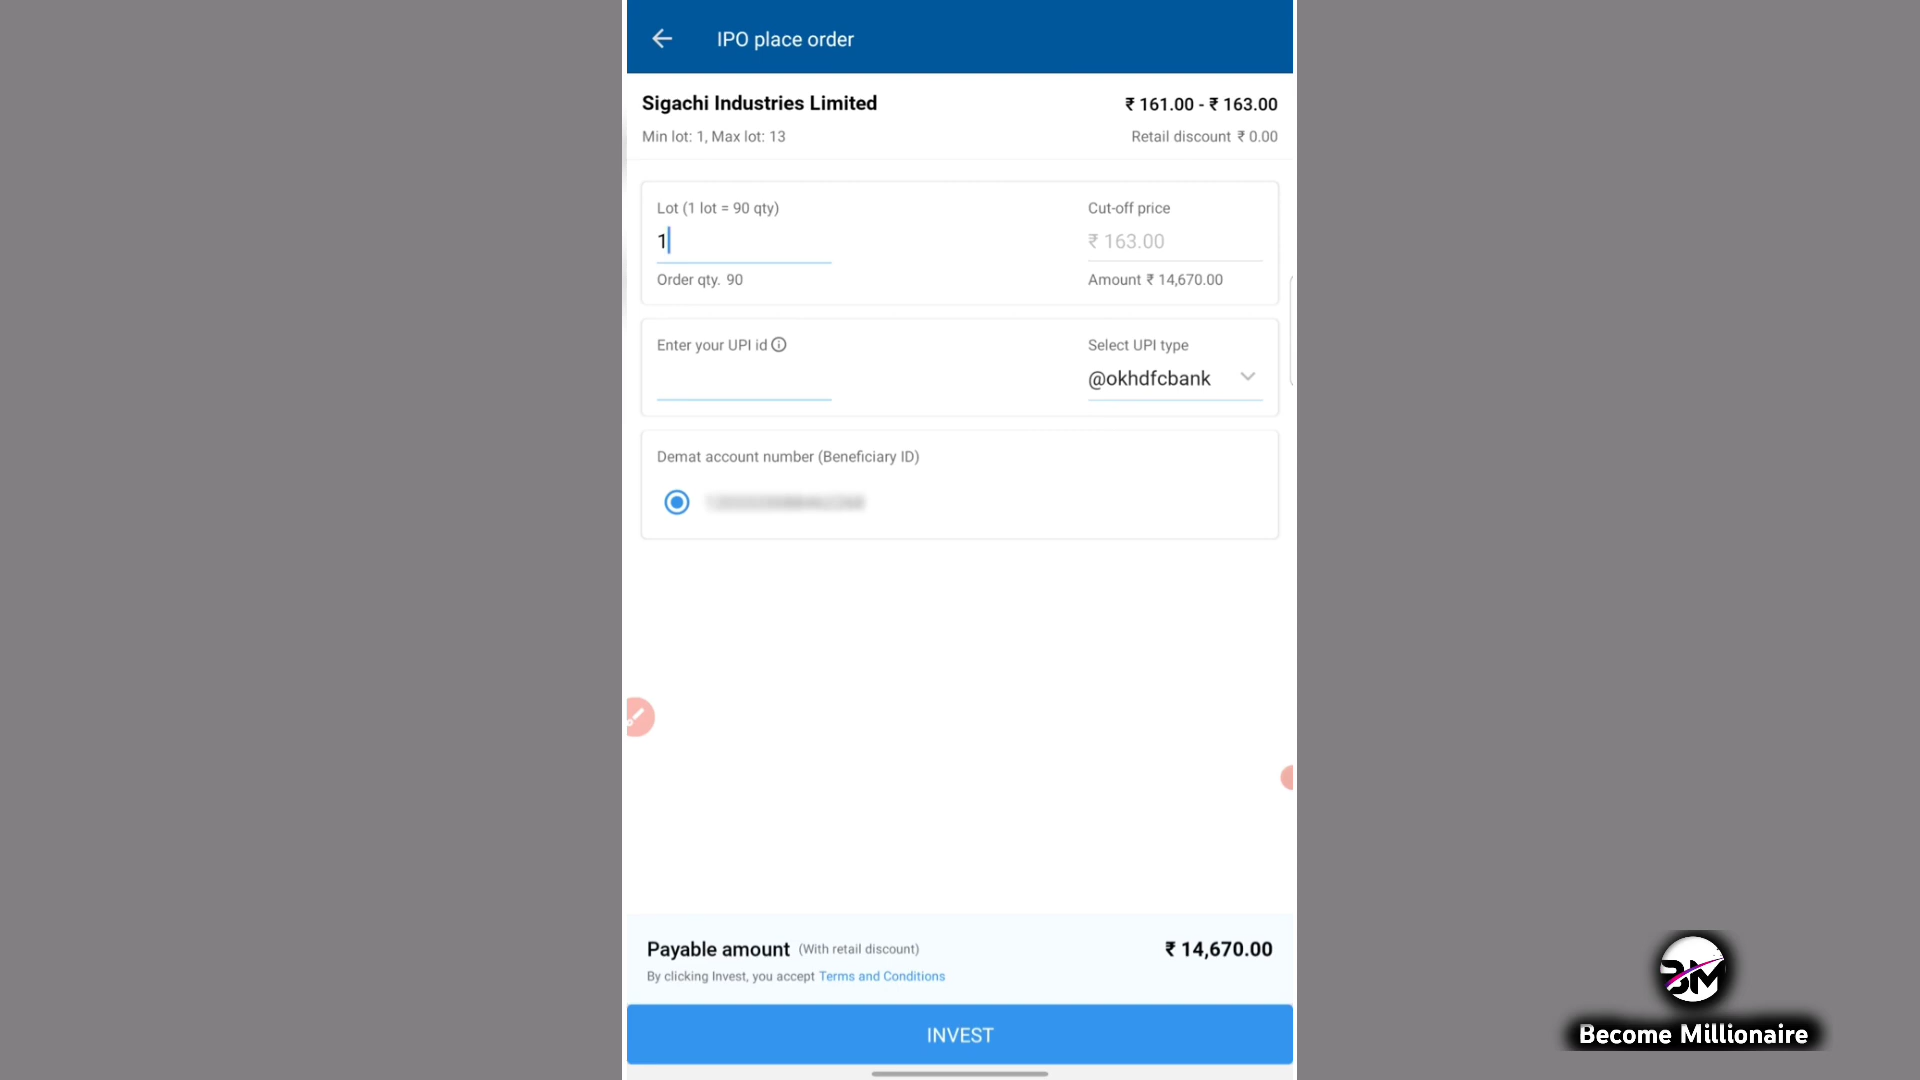 IPO place order
Sigachi Industries Limited
₹ 161.00 - ₹ 163.00
Min lot: 1, Max lot: 13
Retail discount ₹ 0.00
Lot (1 lot = 90 qty)
Cut-off price
1
₹ 163.00
Order qty. 90
Amount ₹ 14,670.00
Enter your UPI id
Select UPI type
@okhdfcbank
Demat account number (Beneficiary ID)
Payable amount (With retail discount)
₹ 14,670.00
By clicking Invest, you accept Terms and Conditions
INVEST
BM
Become Millionaire